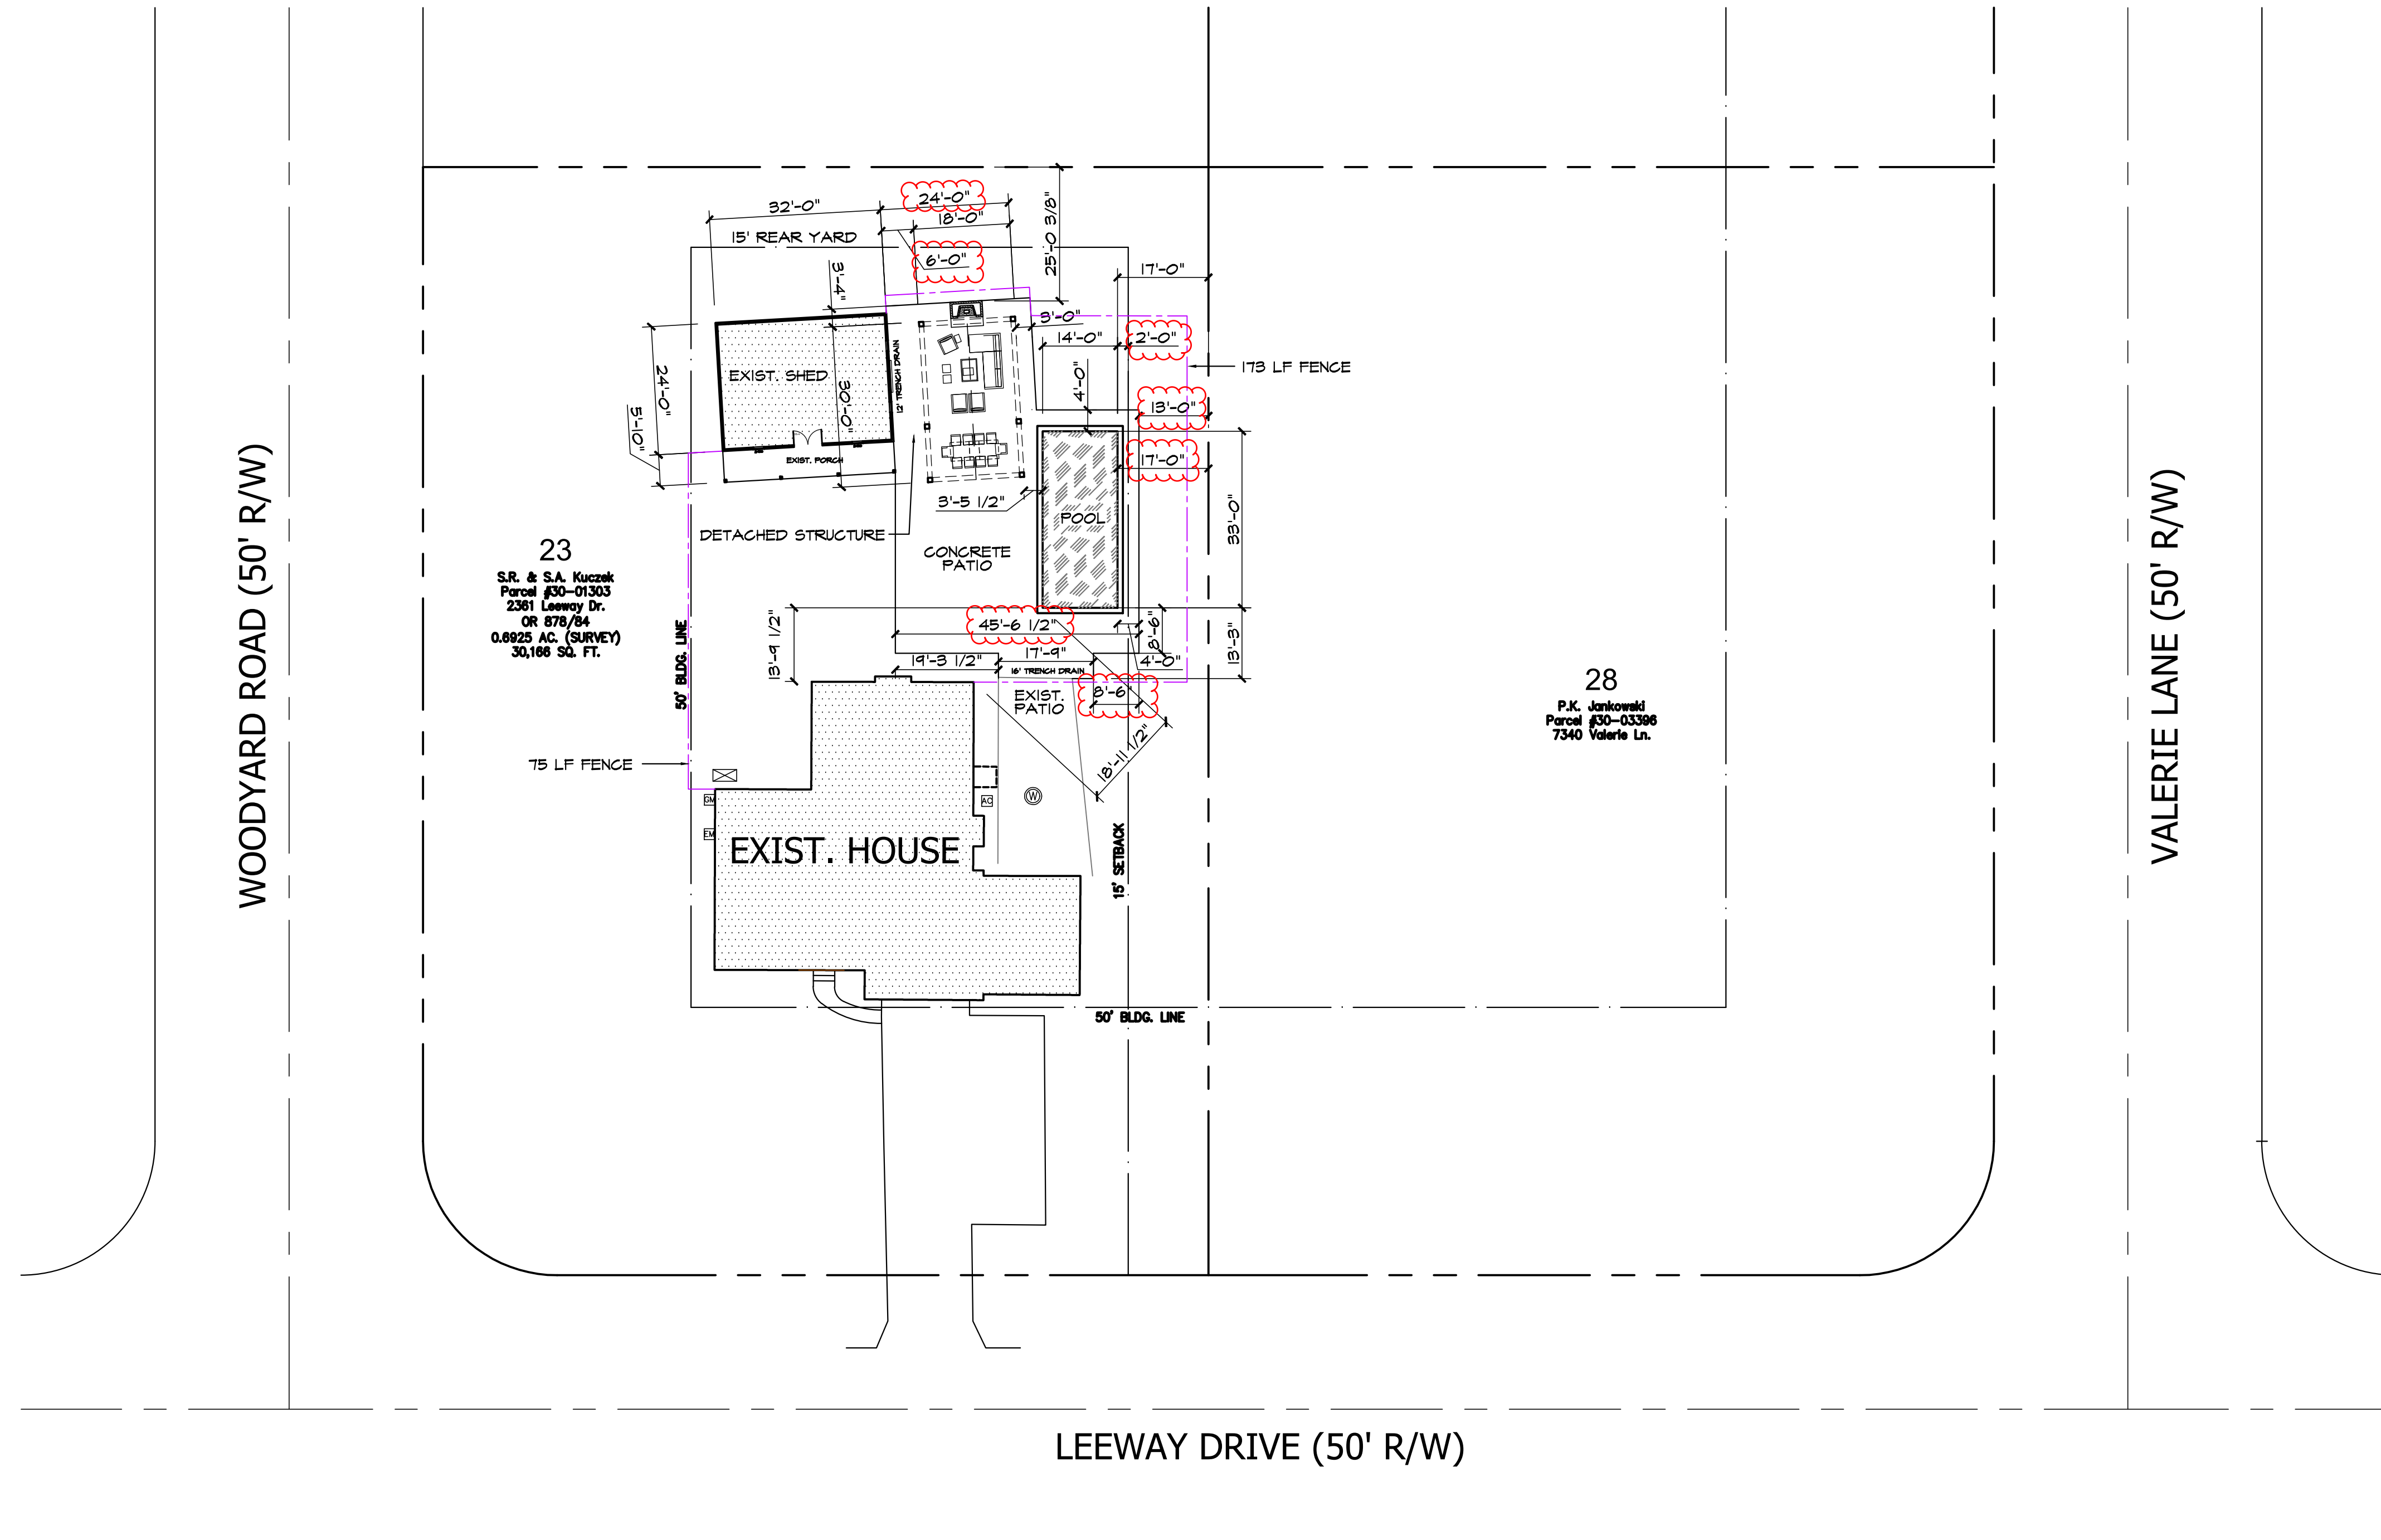 24'-0"
32'-0"
18'-0"
15' REAR YARD
6'-0"
25'-0 3/8"
3'-4"
17'-0"
3'-0"
14'-0"
2'-0"
173 LF FENCE
12' TRENCH DRAIN
EXIST. SHED
4'-0"
24'-0"
30'-0"
13'-0"
5'-10"
EXIST. PORCH
17'-0"
3'-5 1/2"
POOL
33'-0"
DETACHED STRUCTURE
CONCRETE
PATIO
WOODYARD ROAD (50' R/W)
VALERIE LANE (50' R/W)
23
S.R. & S.A. Kuczek
Parcel #30-01303
2361 Leeway Dr.
OR 878/84
0.6925 AC. (SURVEY)
30,166 SQ. FT.
50' BLDG. LINE
13'-9 1/2"
45'-6 1/2"
8'-6"
13'-3"
17'-9"
19'-3 1/2"
4'-0"
16' TRENCH DRAIN
EXIST.
PATIO
8'-6"
18'-11 1/2"
28
P.K. Jankowski
Parcel #30-03396
7340 Valerie Ln.
75 LF FENCE
GM
AC
W
EM
EXIST. HOUSE
15' SETBACK
50' BLDG. LINE
LEEWAY DRIVE (50' R/W)